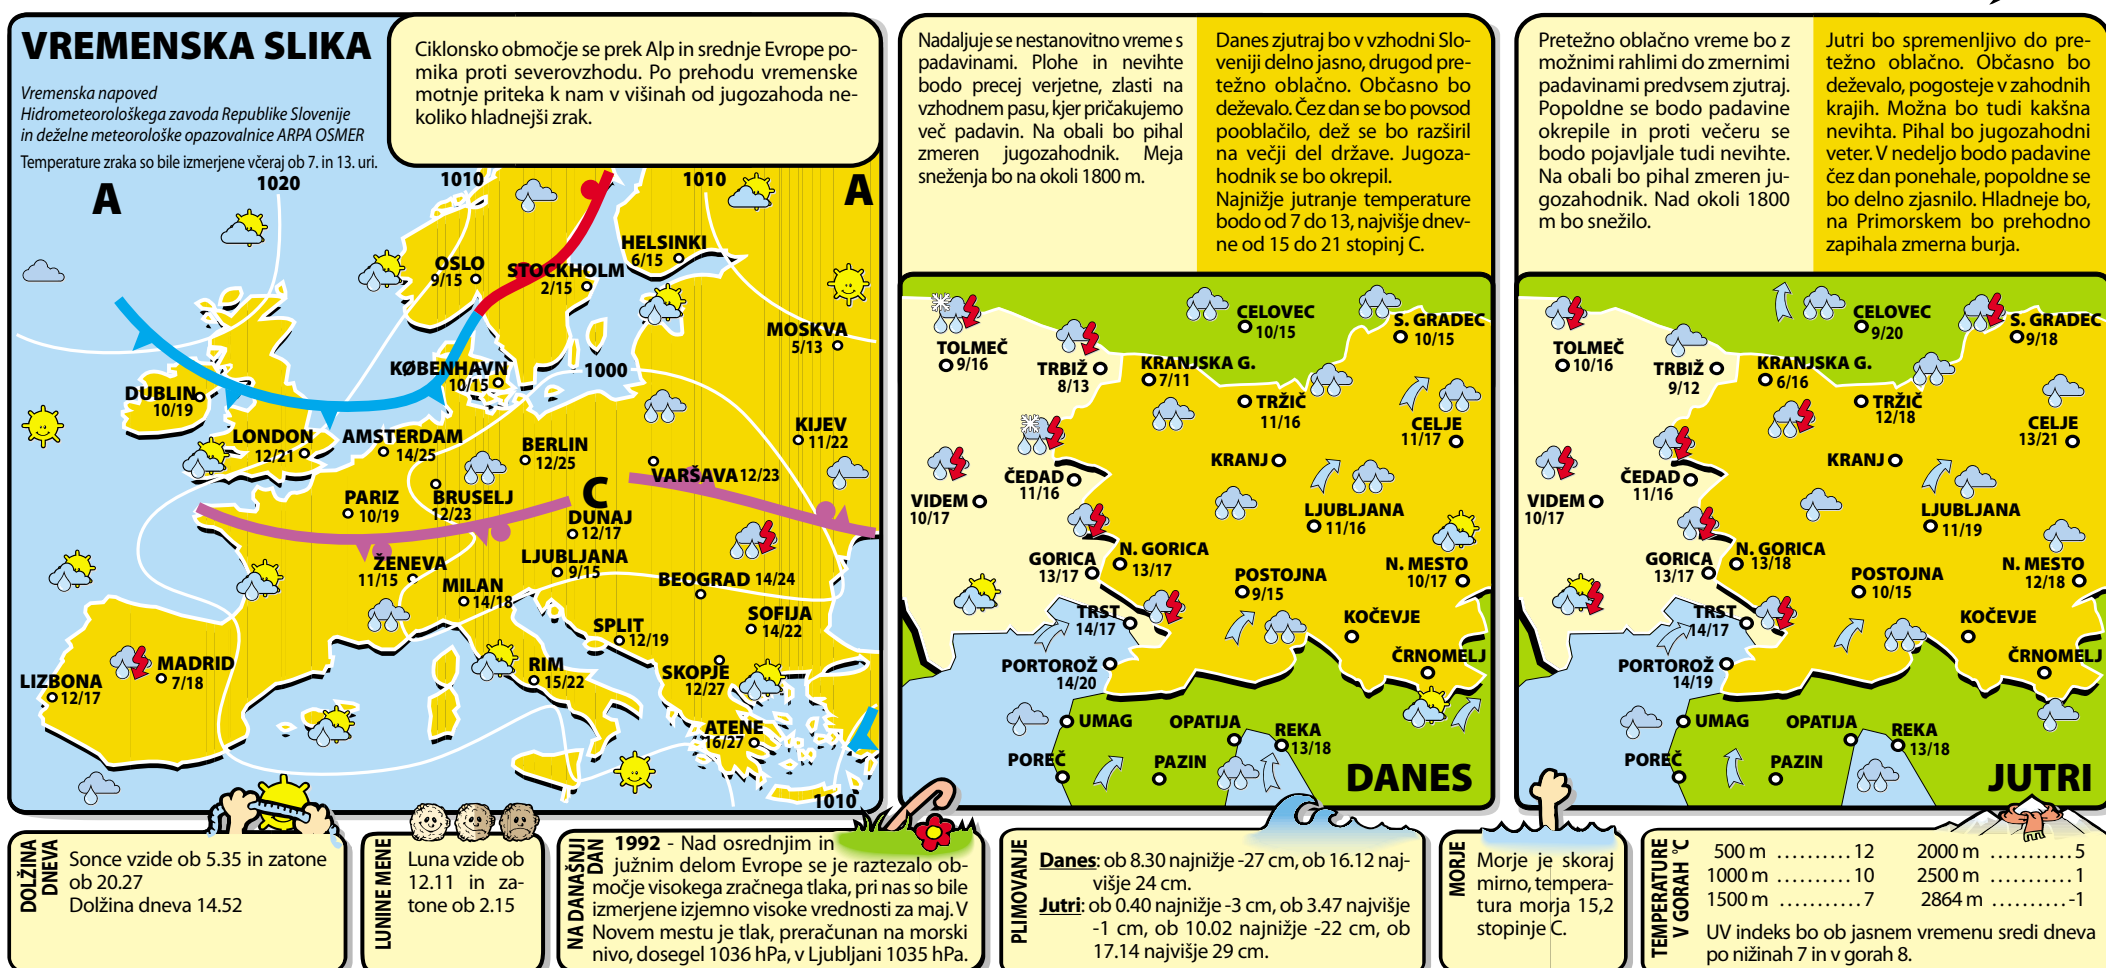 VREMENSKA SLIKA
Vremenska napoved
Hidrometeorološkega zavoda Republike Slovenije
in deželne meteorološke opazovalnice ARPA OSMER
Temperature zraka so bile izmerjene včeraj ob 7. in 13. uri.
Ciklonsko območje se prek Alp in srednje Evrope po-
mika proti severovzhodu. Po prehodu vremenske
motnje priteka k nam v višinah od jugozahoda ne-
koliko hladnejši zrak.
A
1020
1010
1010
A
HELSINKI
6/15
OSLO
9/15
STOCKHOLM
2/15
MOSKVA
5/13
KØBENHAVN
10/15
1000
DUBLIN
10/19
LONDON
12/21
AMSTERDAM
14/25
BERLIN
12/25
KIJEV
11/22
VARŠAVA 12/23
PARIZ
10/19
BRUSELJ
12/23
C
DUNAJ
12/17
ŽENEVA
11/15
LJUBLJANA
9/15
MILAN
14/18
BEOGRAD 14/24
SOFIJA
14/22
SPLIT
12/19
MADRID
7/18
LIZBONA
12/17
RIM
15/22
SKOPJE
12/27
ATENE
16/27
1010
Nadaljuje se nestanovitno vreme s
padavinami. Plohe in nevihte
bodo precej verjetne, zlasti na
vzhodnem pasu, kjer pričakujemo
več padavin. Na obali bo pihal
zmeren jugozahodnik. Meja
sneženja bo na okoli 1800 m.
Danes zjutraj bo v vzhodni Slo-
veniji delno jasno, drugod pre-
težno oblačno. Občasno bo
deževalo. Čez dan se bo povsod
pooblačilo, dež se bo razširil
na večji del države. Jugoza-
hodnik se bo okrepil.
Najnižje jutranje temperature
bodo od 7 do 13, najvišje dnev-
ne od 15 do 21 stopinj C.
CELOVEC
10/15
S. GRADEC
10/15
TOLMEČ
9/16
TRBIŽ
8/13
KRANJSKA G.
7/11
TRŽIČ
11/16
CELJE
11/17
KRANJ
ČEDAD
11/16
VIDEM
10/17
LJUBLJANA
11/16
GORICA
13/17
N. GORICA
13/17
POSTOJNA
9/15
N. MESTO
10/17
TRST
14/17
KOČEVJE
PORTOROŽ
14/20
ČRNOMELJ
UMAG
OPATIJA
REKA
13/18
POREČ
PAZIN
DANES
Pretežno oblačno vreme bo z
možnimi rahlimi do zmernimi
padavinami predvsem zjutraj.
Popoldne se bodo padavine
okrepile in proti večeru se
bodo pojavljale tudi nevihte.
Na obali bo pihal zmeren ju-
gozahodnik. Nad okoli 1800
m bo snežilo.
Jutri bo spremenljivo do pre-
težno oblačno. Občasno bo
deževalo, pogosteje v zahodnih
krajih. Možna bo tudi kakšna
nevihta. Pihal bo jugozahodni
veter. V nedeljo bodo padavine
čez dan ponehale, popoldne se
bo delno zjasnilo. Hladneje bo,
na Primorskem bo prehodno
zapihala zmerna burja.
CELOVEC
9/20
S. GRADEC
9/18
TOLMEČ
10/16
TRBIŽ
9/12
KRANJSKA G.
6/16
TRŽIČ
12/18
CELJE
13/21
KRANJ
ČEDAD
11/16
VIDEM
10/17
LJUBLJANA
11/19
GORICA
13/17
N. GORICA
13/18
POSTOJNA
10/15
N. MESTO
12/18
TRST
14/17
KOČEVJE
PORTOROŽ
14/19
ČRNOMELJ
UMAG
OPATIJA
REKA
13/18
POREČ
PAZIN
JUTRI
DOLŽINA
DNEVA
Sonce vzide ob 5.35 in zatone
ob 20.27
Dolžina dneva 14.52
LUNINE MENE
Luna vzide ob
12.11 in za-
tone ob 2.15
NA DANAŠNJI
DAN
1992 - Nad osrednjim in
južnim delom Evrope se je raztezalo ob-
močje visokega zračnega tlaka, pri nas so bile
izmerjene izjemno visoke vrednosti za maj. V
Novem mestu je tlak, preračunan na morski
nivo, dosegel 1036 hPa, v Ljubljani 1035 hPa.
PLIMOVANJE
Danes: ob 8.30 najnižje -27 cm, ob 16.12 naj-
višje 24 cm.
Jutri: ob 0.40 najnižje -3 cm, ob 3.47 najvišje
-1 cm, ob 10.02 najnižje -22 cm, ob
17.14 najvišje 29 cm.
MORJE
Morje je skoraj
mirno, tempera-
tura morja 15,2
stopinje C.
TEMPERATURE
V GORAH °C
500 m .......... 12
1000 m .......... 10
1500 m ........... 7
2000 m ........... 5
2500 m ........... 1
2864 m .......... -1
UV indeks bo ob jasnem vremenu sredi dneva
po nižinah 7 in v gorah 8.